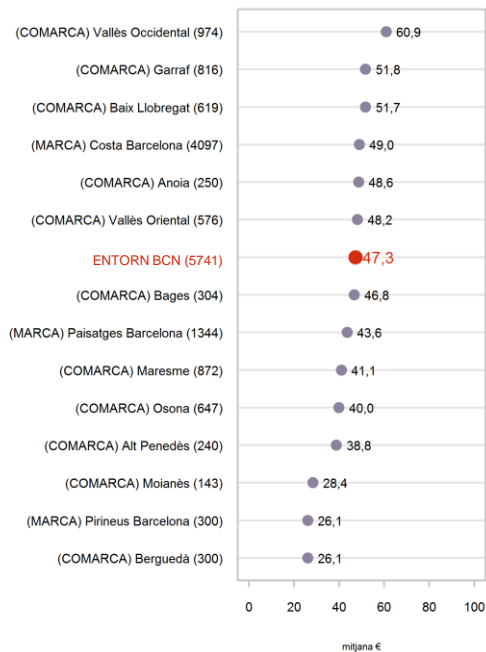 (COMARCA) Vallès Occidental (974) 60,9
(COMARCA) Garraf (816) 51,8
(COMARCA) Baix Llobregat (619) 51,7
(MARCA) Costa Barcelona (4097) 49,0
(COMARCA) Anoia (250) 48,6
(COMARCA) Vallès Oriental (576) 48,2
ENTORN BCN (5741) 47,3
(COMARCA) Bages (304) 46,8
(MARCA) Paisatges Barcelona (1344) 43,6
(COMARCA) Maresme (872) 41,1
(COMARCA) Osona (647) 40,0
(COMARCA) Alt Penedès (240) 38,8
(COMARCA) Moianès (143) 28,4
(MARCA) Pirineus Barcelona (300) 26,1
(COMARCA) Berguedà (300) 26,1
0 20 40 60 80 100
mitjana €